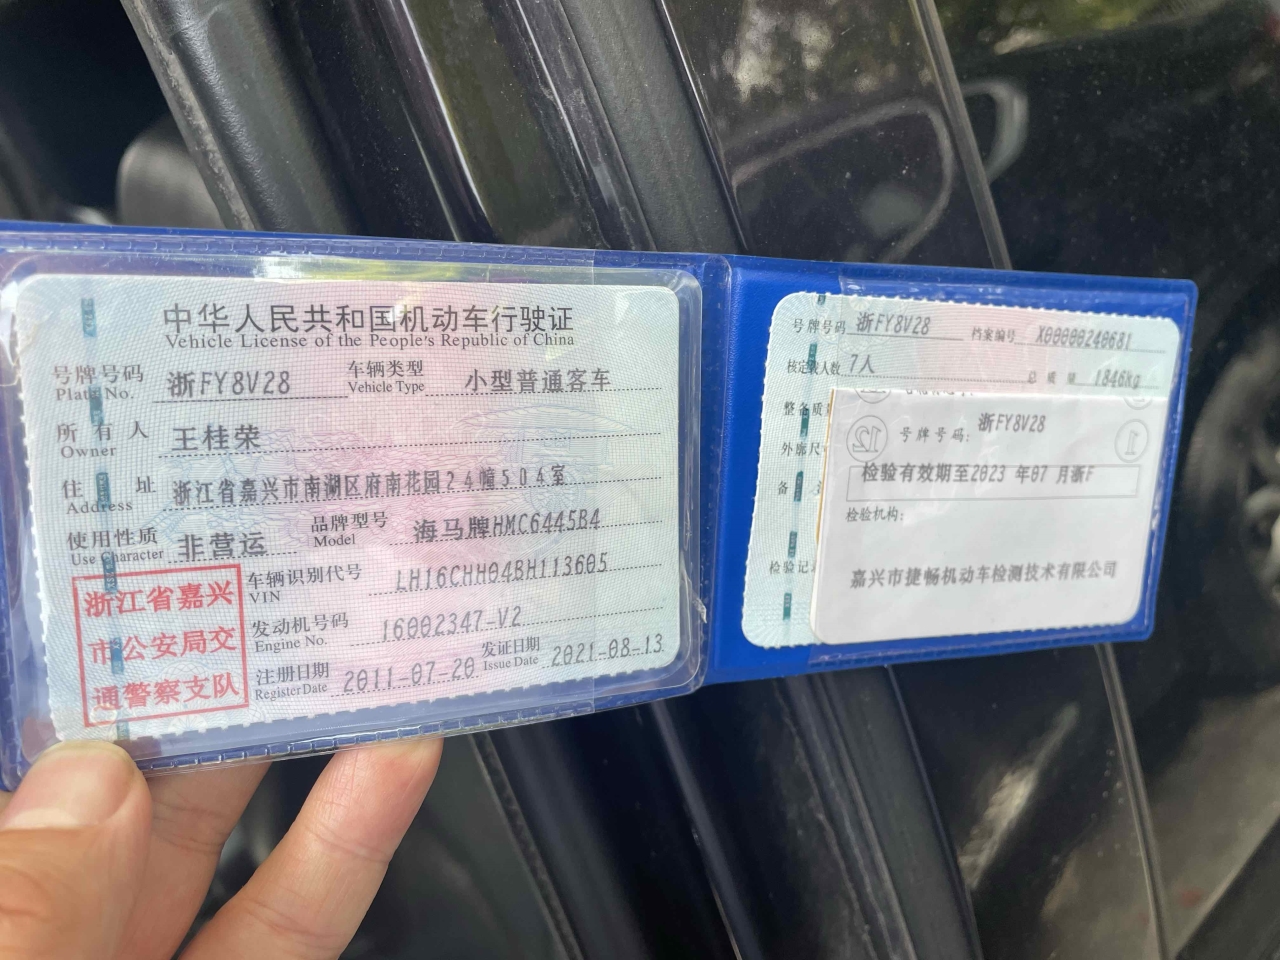 中华人民共和国机动车行驶证
Vehicle License of the People's Republic of China
号牌号码 浙FY8V28 车辆类型 小型普通客车
Plate No. Vehicle Type
所有人 王桂荣
Owner
住址 浙江省嘉兴市南湖区府南花园24幢504室
Address
使用性质 非营运 品牌型号 海马牌HMC6445B4
Use Character Model
浙江省嘉兴
市公安局交
通警察支队
车辆识别代号 LH16CHH04BH113605
VIN
发动机号码 16002347-V2
Engine No.
注册日期 2011-07-20 发证日期 2021-08-13
Register Date Issue Date
号牌号码 浙FY8V28 档案编号 X00000240681
核定载人数 7人 总质量 1846kg
整备质
外廓尺
备
检验记
12 号牌号码: 浙FY8V28 1
检验有效期至2023 年07 月浙F
检验机构:
嘉兴市捷畅机动车检测技术有限公司